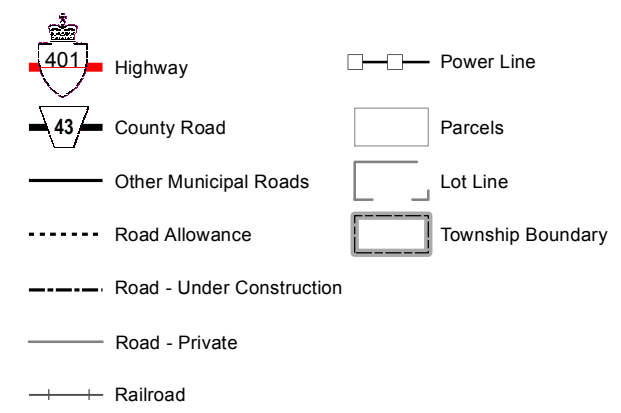 401
Highway
43
County Road
Other Municipal Roads
Road Allowance
Road - Under Construction
Road - Private
Railroad
Power Line
Parcels
Lot Line
Township Boundary